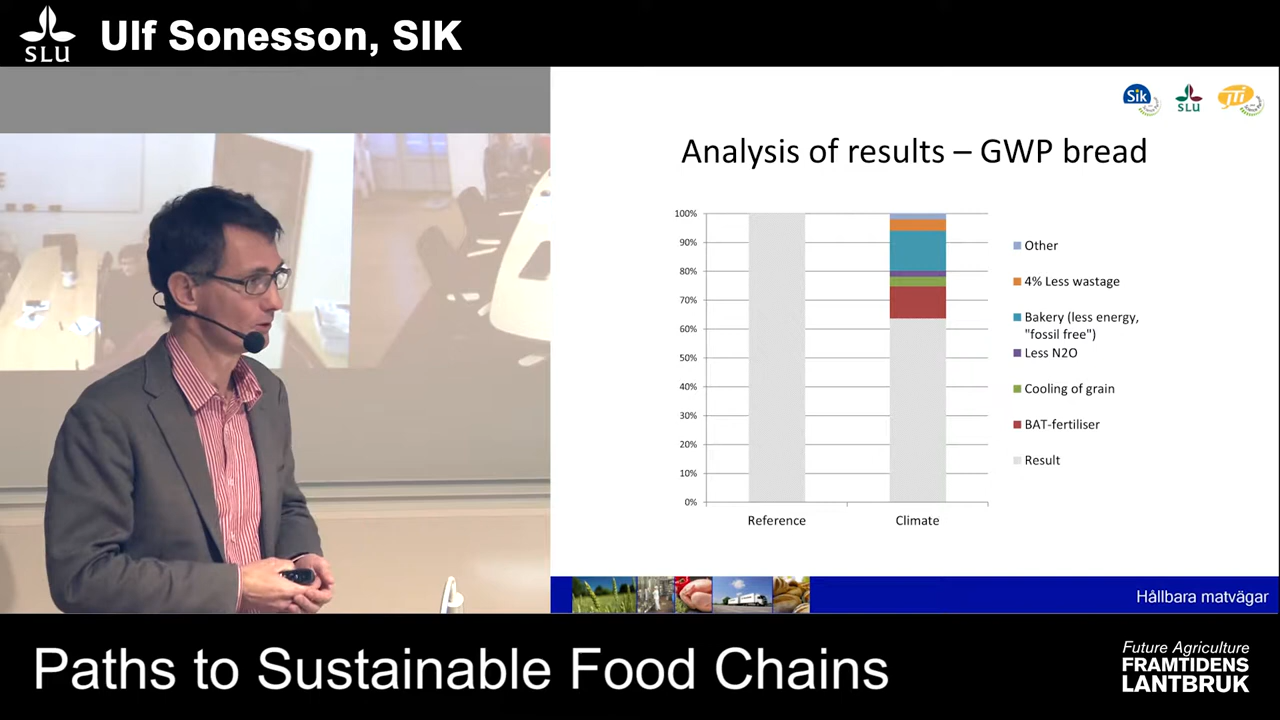 SLU
Ulf Sonesson, SIK
Sik
SLU
JTI
Analysis of results – GWP bread
100%
90%
80%
70%
60%
50%
40%
30%
20%
10%
0%
Reference
Climate
Other
4% Less wastage
Bakery (less energy,
"fossil free")
Less N2O
Cooling of grain
BAT-fertiliser
Result
Hållbara matvägar
Paths to Sustainable Food Chains
Future Agriculture
FRAMTIDENS
LANTBRUK